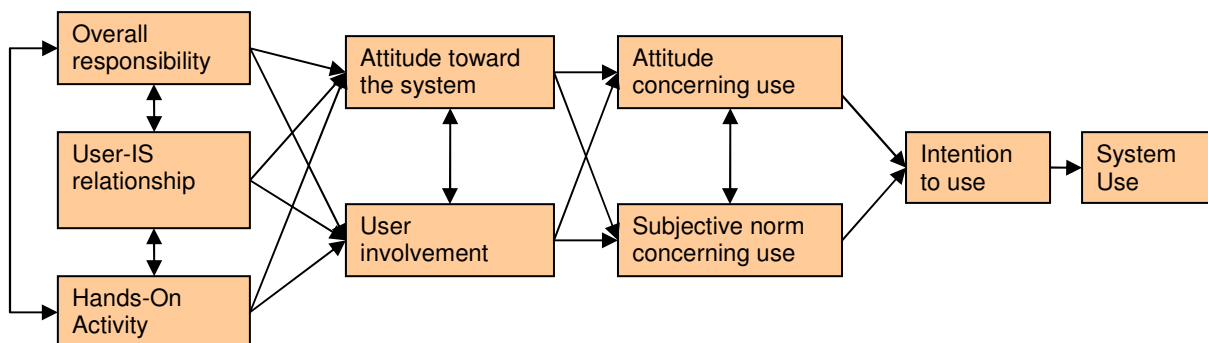 Overall
responsibility
User-IS
relationship
Hands-On
Activity
Attitude toward
the system
User
involvement
Attitude
concerning use
Subjective norm
concerning use
Intention
to use
System
Use